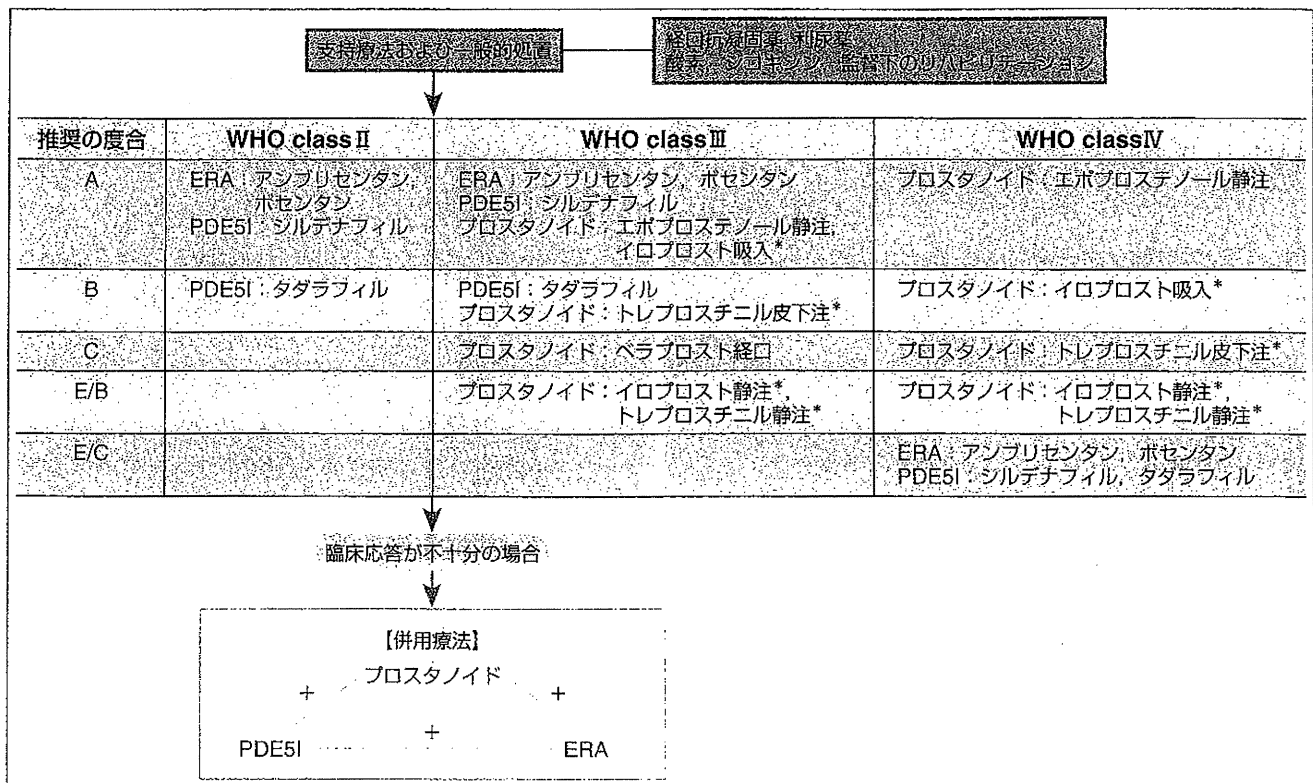 支持療法および一般的処置
経口抗凝固薬 利尿薬
酸素 ジゴキシン 監督下のリハビリテーション
推奨の度合 WHO classⅡ WHO classⅢ WHO classⅣ
A
ERA：アンブリセンタン,
ボセンタン
PDE5I：シルデナフィル
ERA：アンブリセンタン, ボセンタン
PDE5I：シルデナフィル
プロスタノイド：エポプロステノール静注,
イロプロスト吸入*
プロスタノイド：エポプロステノール静注
B
PDE5I：タダラフィル
PDE5I：タダラフィル
プロスタノイド：トレプロスチニル皮下注*
プロスタノイド：イロプロスト吸入*
C
プロスタノイド：ベラプロスト経口
プロスタノイド：トレプロスチニル皮下注*
E/B
プロスタノイド：イロプロスト静注*,
トレプロスチニル静注*
プロスタノイド：イロプロスト静注*,
トレプロスチニル静注*
E/C
ERA：アンブリセンタン, ボセンタン
PDE5I：シルデナフィル, タダラフィル
臨床応答が不十分の場合
【併用療法】
プロスタノイド
+ +
+
PDE5I ERA